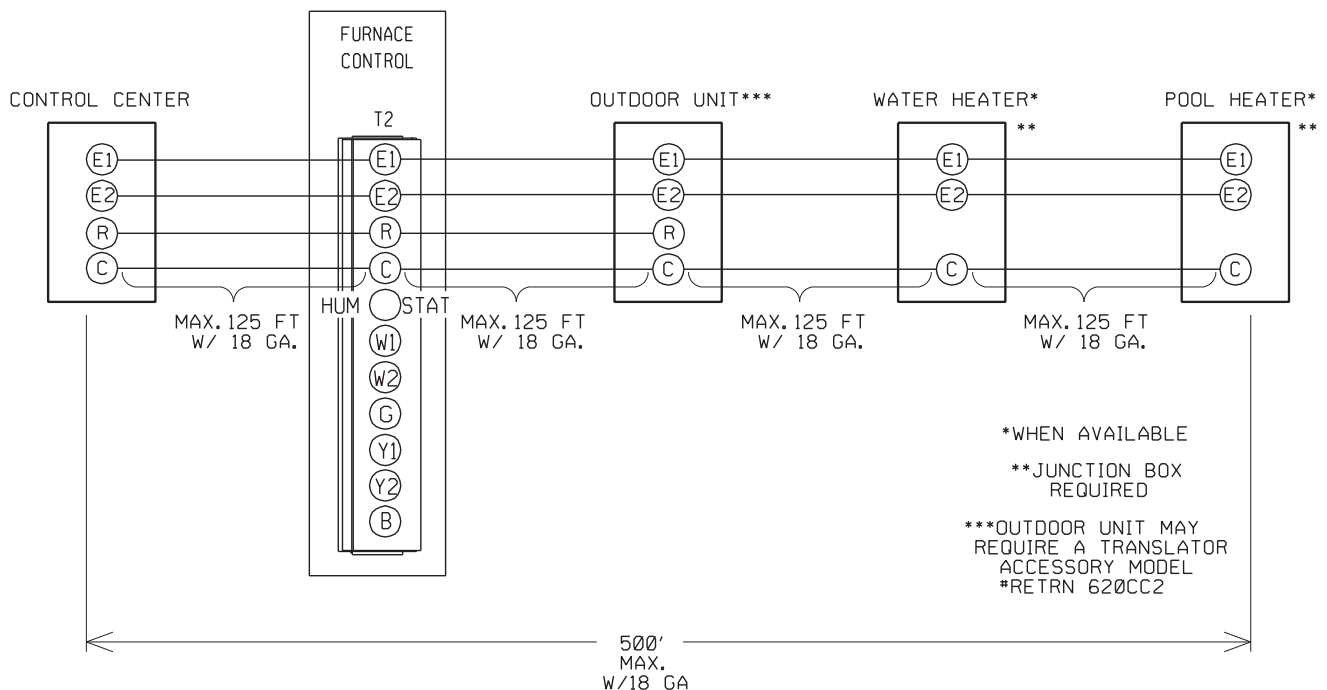 FURNACE
CONTROL
CONTROL CENTER
OUTDOOR UNIT***
WATER HEATER*
**
POOL HEATER*
**
T2
E1
E1
E1
E1
E1
E2
E2
E2
E2
E2
R
R
R
C
C
C
C
C
HUM STAT
MAX.125 FT
W/ 18 GA.
MAX.125 FT
W/ 18 GA.
MAX.125 FT
W/ 18 GA.
MAX.125 FT
W/ 18 GA.
W1
W2
G
Y1
Y2
B
*WHEN AVAILABLE
**JUNCTION BOX
REQUIRED
***OUTDOOR UNIT MAY
REQUIRE A TRANSLATOR
ACCESSORY MODEL
#RETRN 620CC2
500'
MAX.
W/18 GA